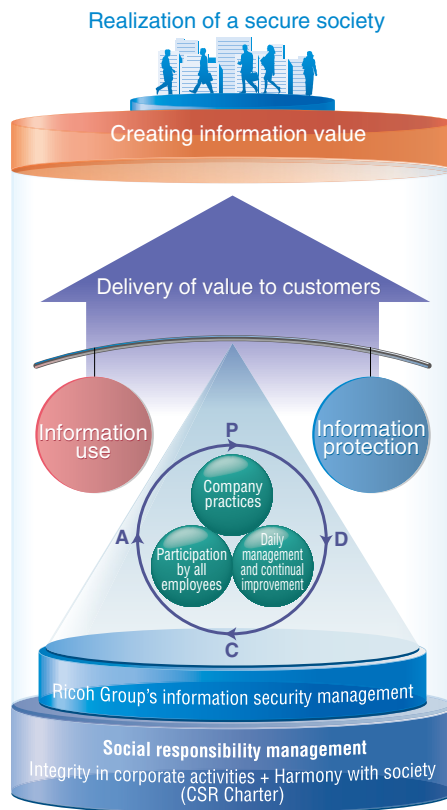 Realization of a secure society
Creating information value
Delivery of value to customers
Information
use
Information
protection
P
Company
practices
A
D
Participation
by all
employees
Daily
management
and continual
improvement
C
Ricoh Group's information security management
Social responsibility management
Integrity in corporate activities + Harmony with society
(CSR Charter)